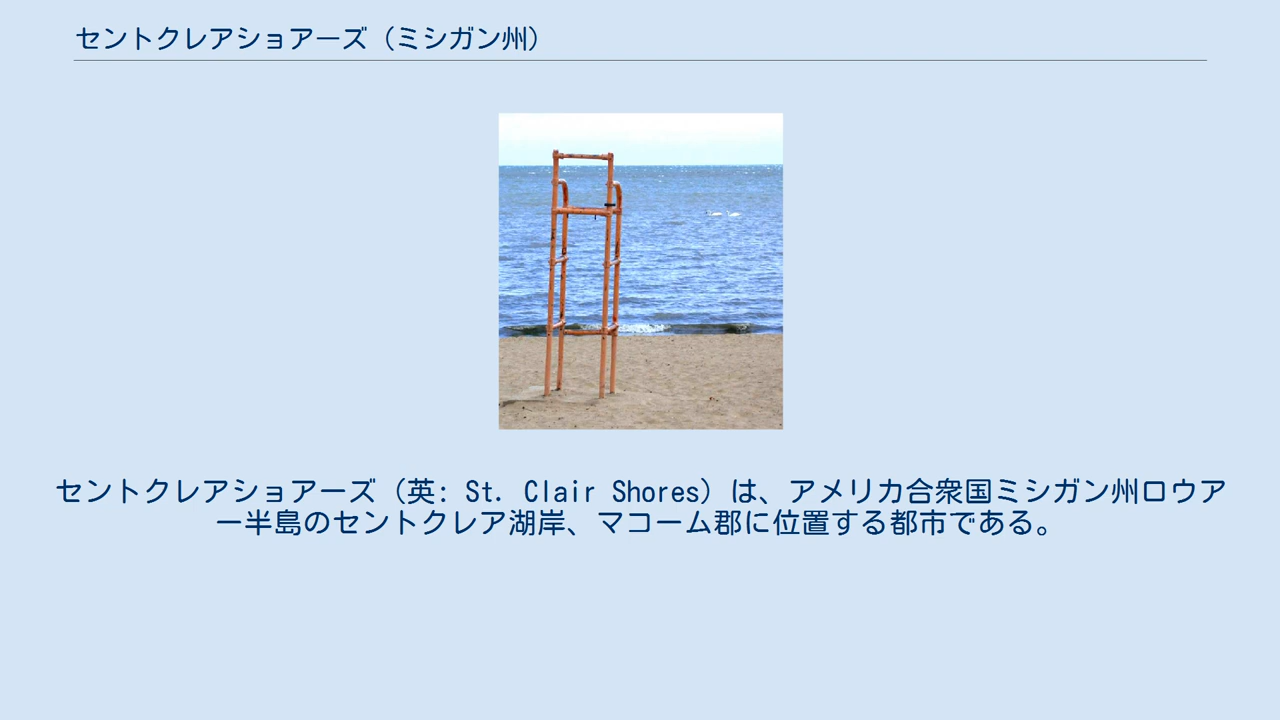 セントクレアショアーズ（ミシガン州）
セントクレアショアーズ（英: St. Clair Shores）は、アメリカ合衆国ミシガン州ロウア
ー半島のセントクレア湖岸、マコーム郡に位置する都市である。